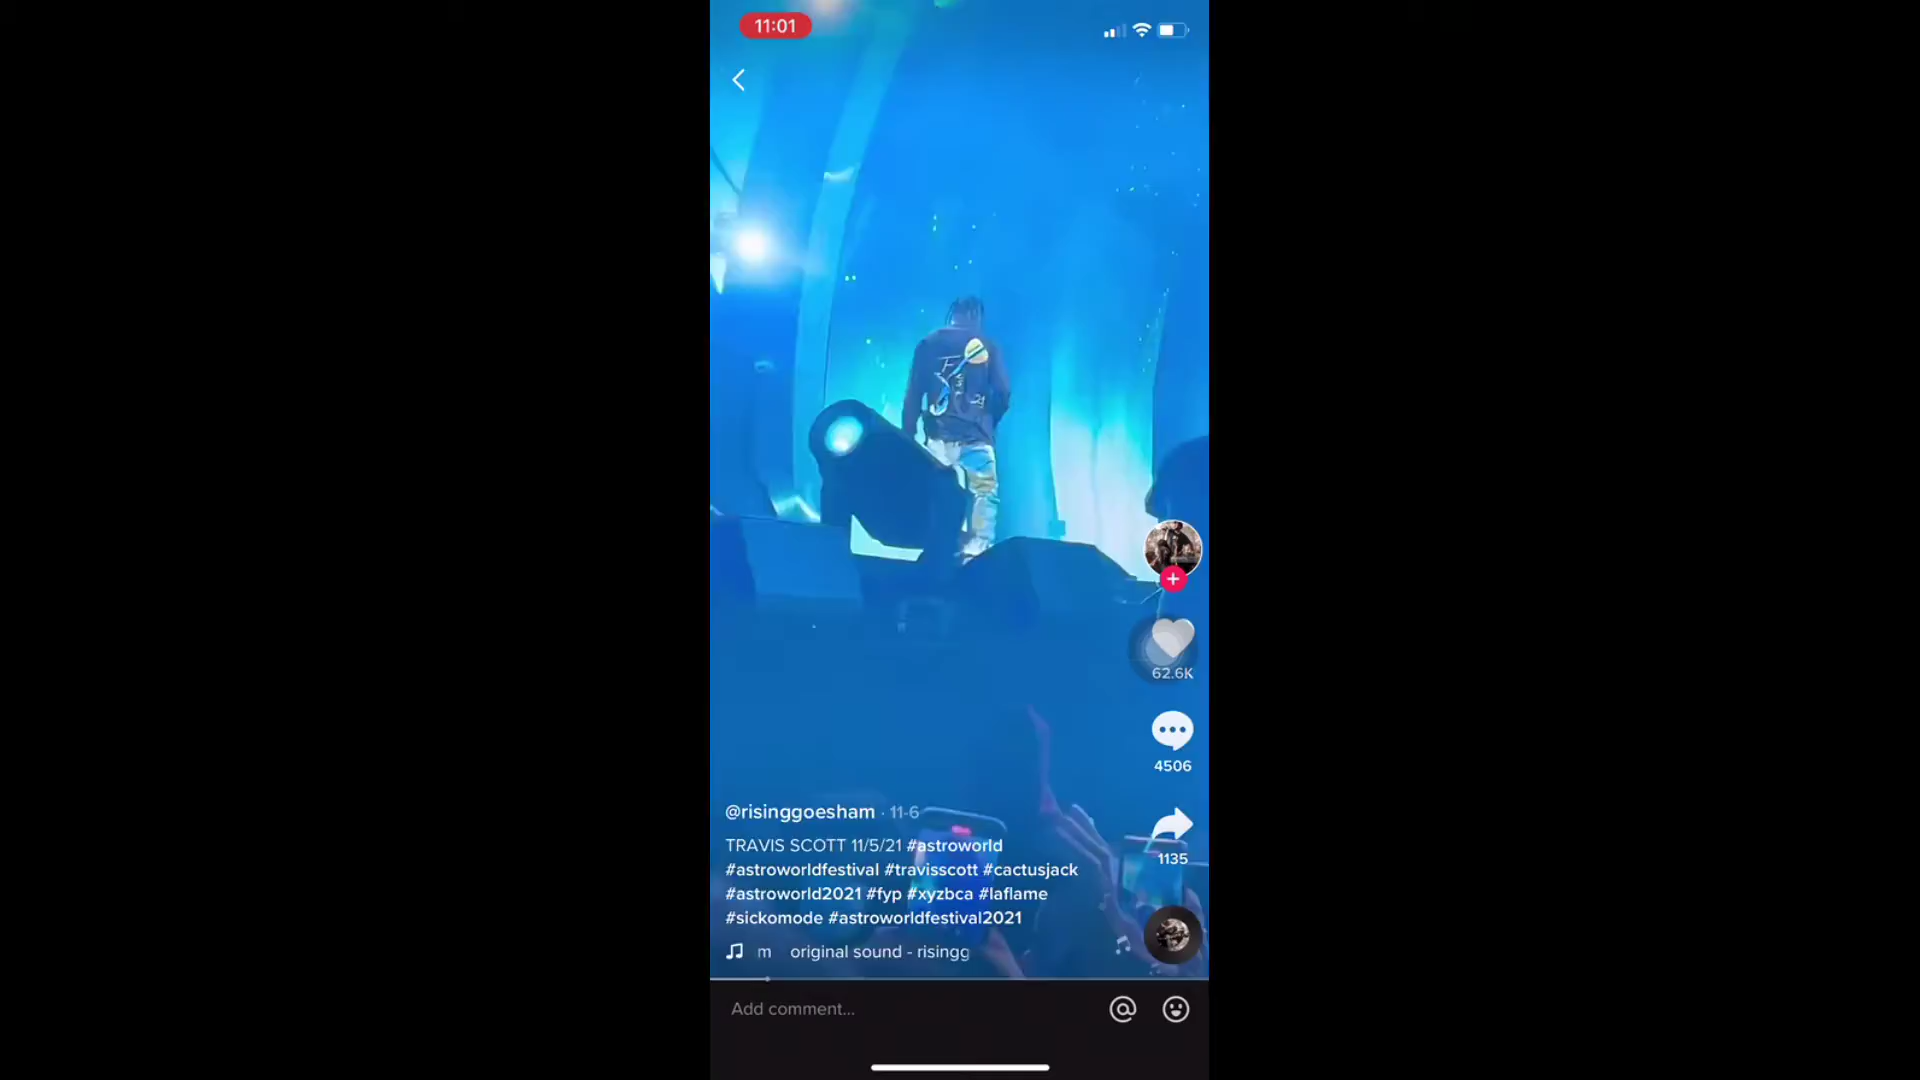 11:01
62.6K
4506
@risinggoesham · 11-6
TRAVIS SCOTT 11/5/21 #astroworld
#astroworldfestival #travisscott #cactusjack
#astroworld2021 #fyp #xyzbca #laflame
#sickomode #astroworldfestival2021
1135
m original sound - risingg
Add comment...